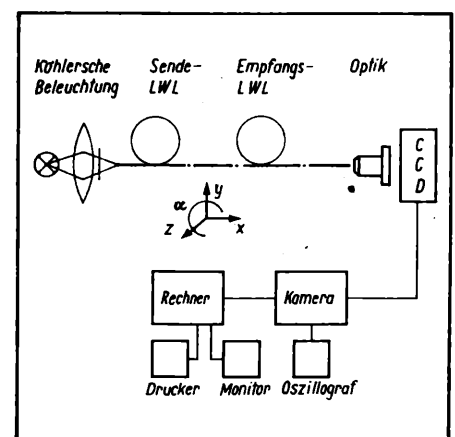 Köhlersche Beleuchtung
Sende-LWL
Empfangs-LWL
Optik
C
C
D
y
α
x
z
Rechner
Kamera
Drucker
Monitor
Oszillograf